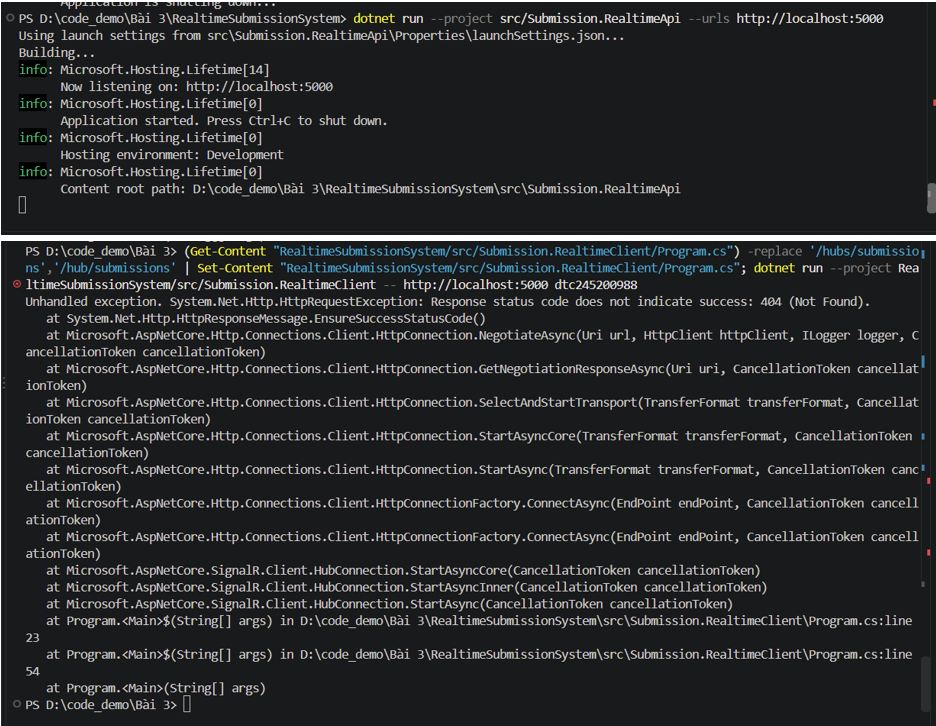 Application is shutting down...
PS D:\code_demo\Bài 3\RealtimeSubmissionSystem> dotnet run --project src/Submission.RealtimeApi --urls http://localhost:5000
Using launch settings from src\Submission.RealtimeApi\Properties\launchSettings.json...
Building...
info: Microsoft.Hosting.Lifetime[14]
Now listening on: http://localhost:5000
info: Microsoft.Hosting.Lifetime[0]
Application started. Press Ctrl+C to shut down.
info: Microsoft.Hosting.Lifetime[0]
Hosting environment: Development
info: Microsoft.Hosting.Lifetime[0]
Content root path: D:\code_demo\Bài 3\RealtimeSubmissionSystem\src\Submission.RealtimeApi
PS D:\code_demo\Bài 3> (Get-Content "RealtimeSubmissionSystem/src/Submission.RealtimeClient/Program.cs") -replace '/hubs/submissio
ns','/hub/submissions' | Set-Content "RealtimeSubmissionSystem/src/Submission.RealtimeClient/Program.cs"; dotnet run --project Rea
ltimeSubmissionSystem/src/Submission.RealtimeClient -- http://localhost:5000 dtc245200988
Unhandled exception. System.Net.Http.HttpRequestException: Response status code does not indicate success: 404 (Not Found).
at System.Net.Http.HttpResponseMessage.EnsureSuccessStatusCode()
at Microsoft.AspNetCore.Http.Connections.Client.HttpConnection.NegotiateAsync(Uri url, HttpClient httpClient, ILogger logger, C
ancellationToken cancellationToken)
at Microsoft.AspNetCore.Http.Connections.Client.HttpConnection.GetNegotiationResponseAsync(Uri uri, CancellationToken cancellat
ionToken)
at Microsoft.AspNetCore.Http.Connections.Client.HttpConnection.SelectAndStartTransport(TransferFormat transferFormat, Cancellat
ionToken cancellationToken)
at Microsoft.AspNetCore.Http.Connections.Client.HttpConnection.StartAsyncCore(TransferFormat transferFormat, CancellationToken
cancellationToken)
at Microsoft.AspNetCore.Http.Connections.Client.HttpConnection.StartAsync(TransferFormat transferFormat, CancellationToken canc
ellationToken)
at Microsoft.AspNetCore.Http.Connections.Client.HttpConnectionFactory.ConnectAsync(EndPoint endPoint, CancellationToken cancell
ationToken)
at Microsoft.AspNetCore.Http.Connections.Client.HttpConnectionFactory.ConnectAsync(EndPoint endPoint, CancellationToken cancell
ationToken)
at Microsoft.AspNetCore.SignalR.Client.HubConnection.StartAsyncCore(CancellationToken cancellationToken)
at Microsoft.AspNetCore.SignalR.Client.HubConnection.StartAsyncInner(CancellationToken cancellationToken)
at Microsoft.AspNetCore.SignalR.Client.HubConnection.StartAsync(CancellationToken cancellationToken)
at Program.<Main>$(String[] args) in D:\code_demo\Bài 3\RealtimeSubmissionSystem\src\Submission.RealtimeClient\Program.cs:line
23
at Program.<Main>$(String[] args) in D:\code_demo\Bài 3\RealtimeSubmissionSystem\src\Submission.RealtimeClient\Program.cs:line
54
at Program.<Main>(String[] args)
PS D:\code_demo\Bài 3>